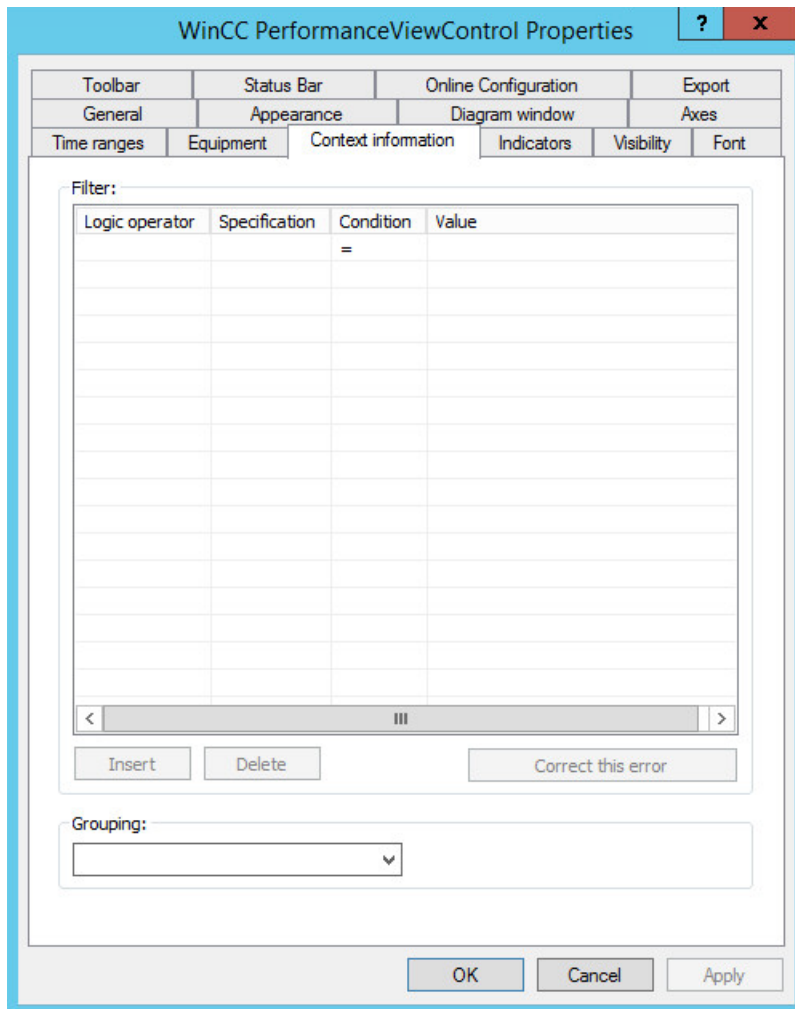 WinCC PerformanceViewControl Properties ? x
Toolbar Status Bar Online Configuration Export
General Appearance Diagram window Axes
Time ranges Equipment Context information Indicators Visibility Font
Filter:
Logic operator Specification Condition Value
=
Insert Delete Correct this error
Grouping:
OK Cancel Apply